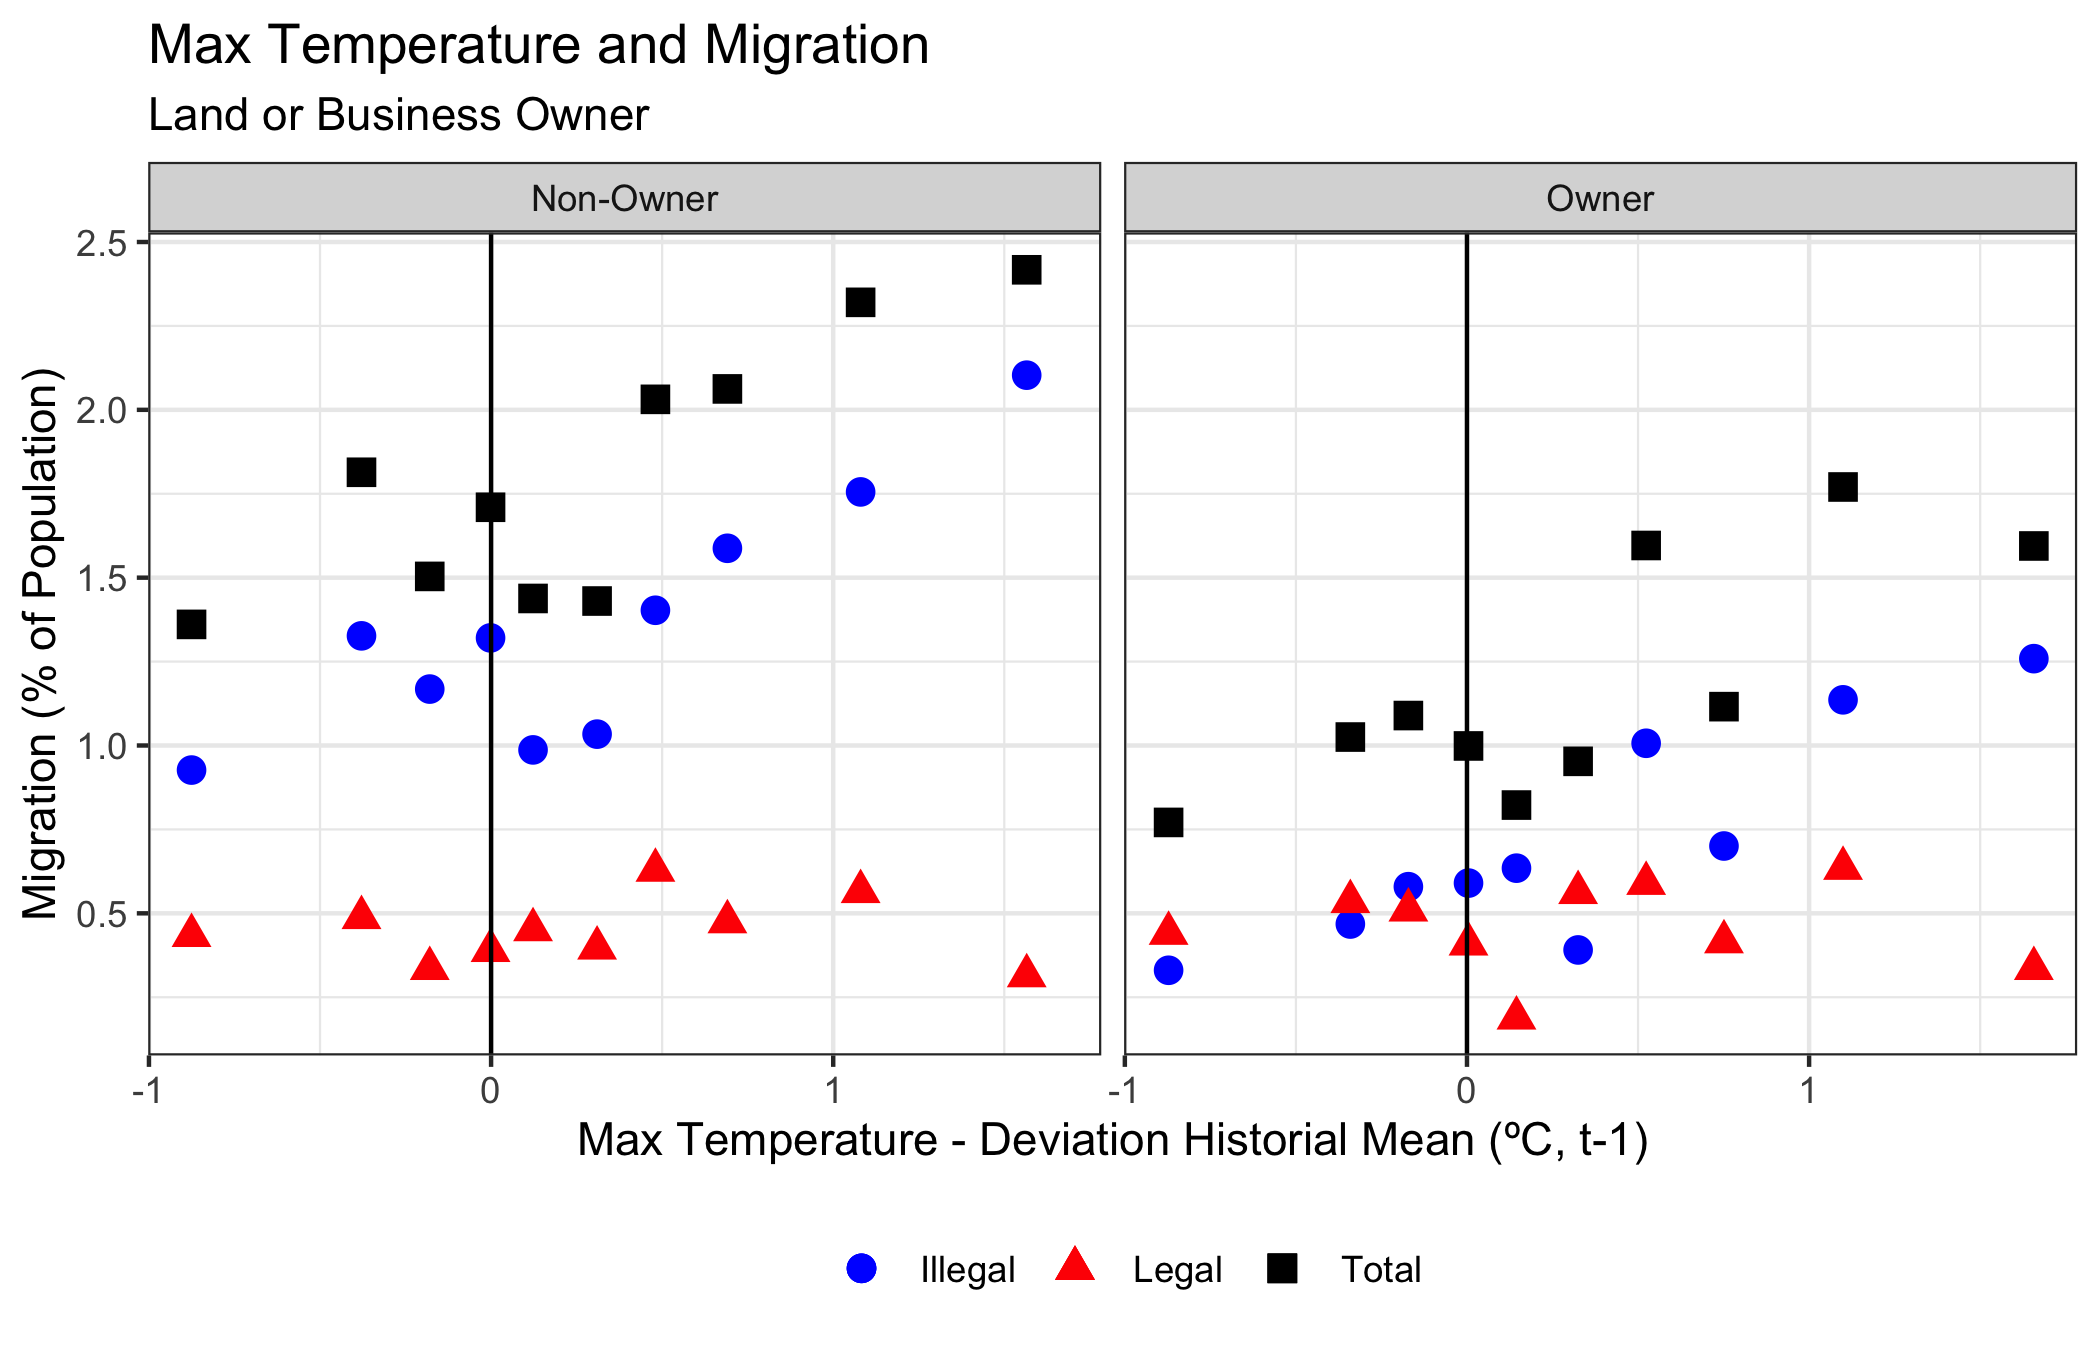 Max Temperature and Migration
Land or Business Owner
Non-Owner
Owner
Migration (% of Population)
2.5
2.0
1.5
1.0
0.5
-1 0 1
-1 0 1
Max Temperature - Deviation Historial Mean (ºC, t-1)
Illegal Legal Total